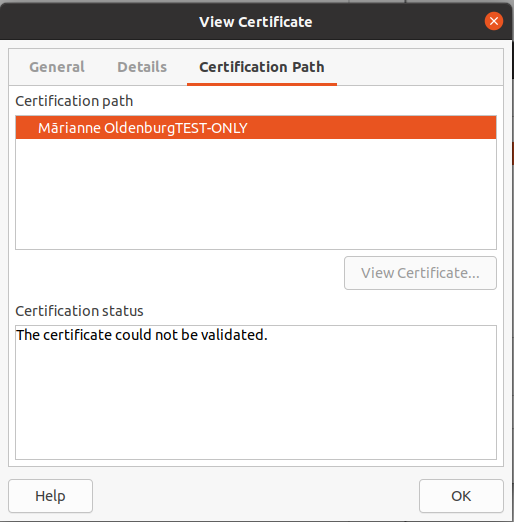 View Certificate
General
Details
Certification Path
Certification path
Mārianne OldenburgTEST-ONLY
View Certificate...
Certification status
The certificate could not be validated.
Help
OK